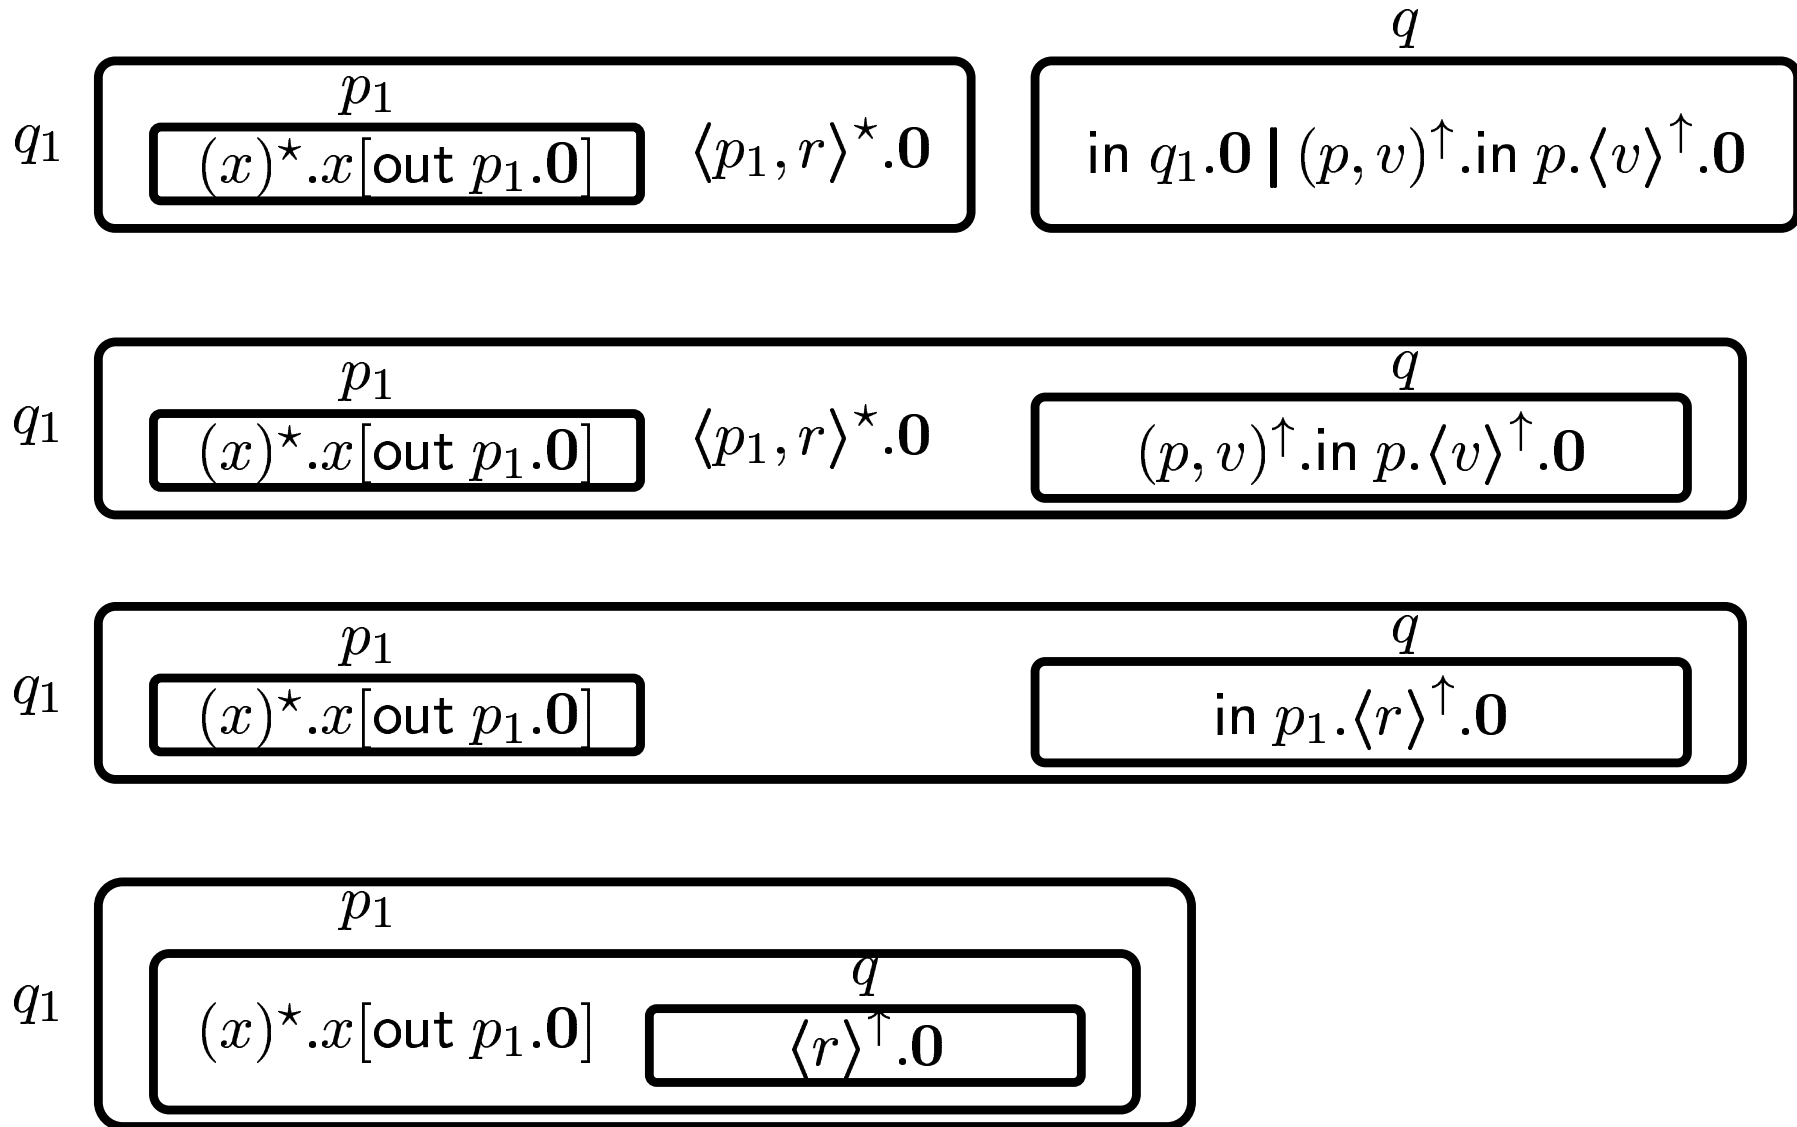 q
p₁
q₁ (x)⋆.x[out p₁.0] ⟨p₁, r⟩⋆.0 in q₁.0 | (p, v)↑.in p.⟨v⟩↑.0
p₁ q
q₁ (x)⋆.x[out p₁.0] ⟨p₁, r⟩⋆.0 (p, v)↑.in p.⟨v⟩↑.0
p₁ q
q₁ (x)⋆.x[out p₁.0] in p₁.⟨r⟩↑.0
p₁
q
q₁ (x)⋆.x[out p₁.0] ⟨r⟩↑.0